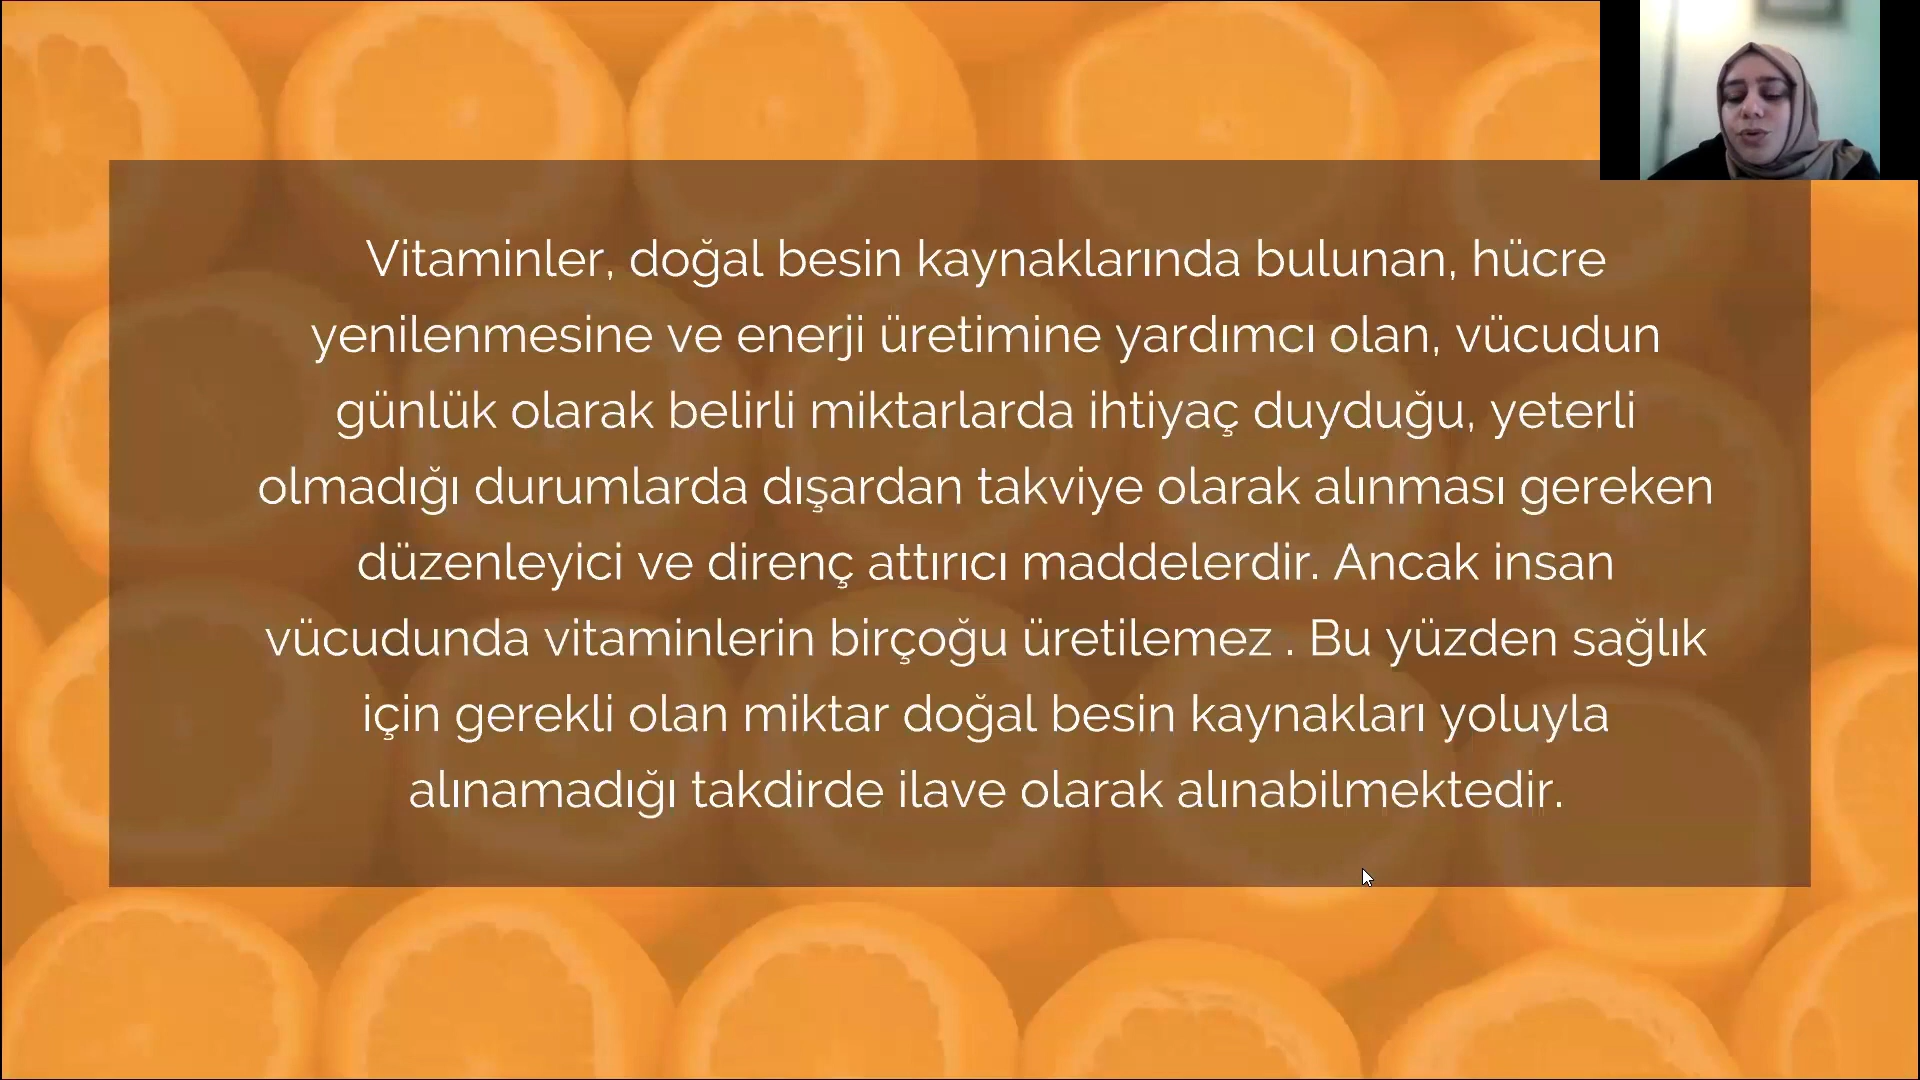 Vitaminler, doğal besin kaynaklarında bulunan, hücre
yenilenmesine ve enerji üretimine yardımcı olan, vücudun
günlük olarak belirli miktarlarda ihtiyaç duyduğu, yeterli
olmadığı durumlarda dışardan takviye olarak alınması gereken
düzenleyici ve direnç attırıcı maddelerdir. Ancak insan
vücudunda vitaminlerin birçoğu üretilemez . Bu yüzden sağlık
için gerekli olan miktar doğal besin kaynakları yoluyla
alınamadığı takdirde ilave olarak alınabilmektedir.